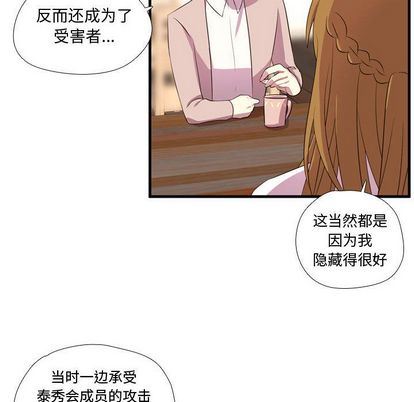 反而还成为了
受害者...
这当然都是
因为我
隐藏得很好
当时一边承受
泰秀会成员的攻击